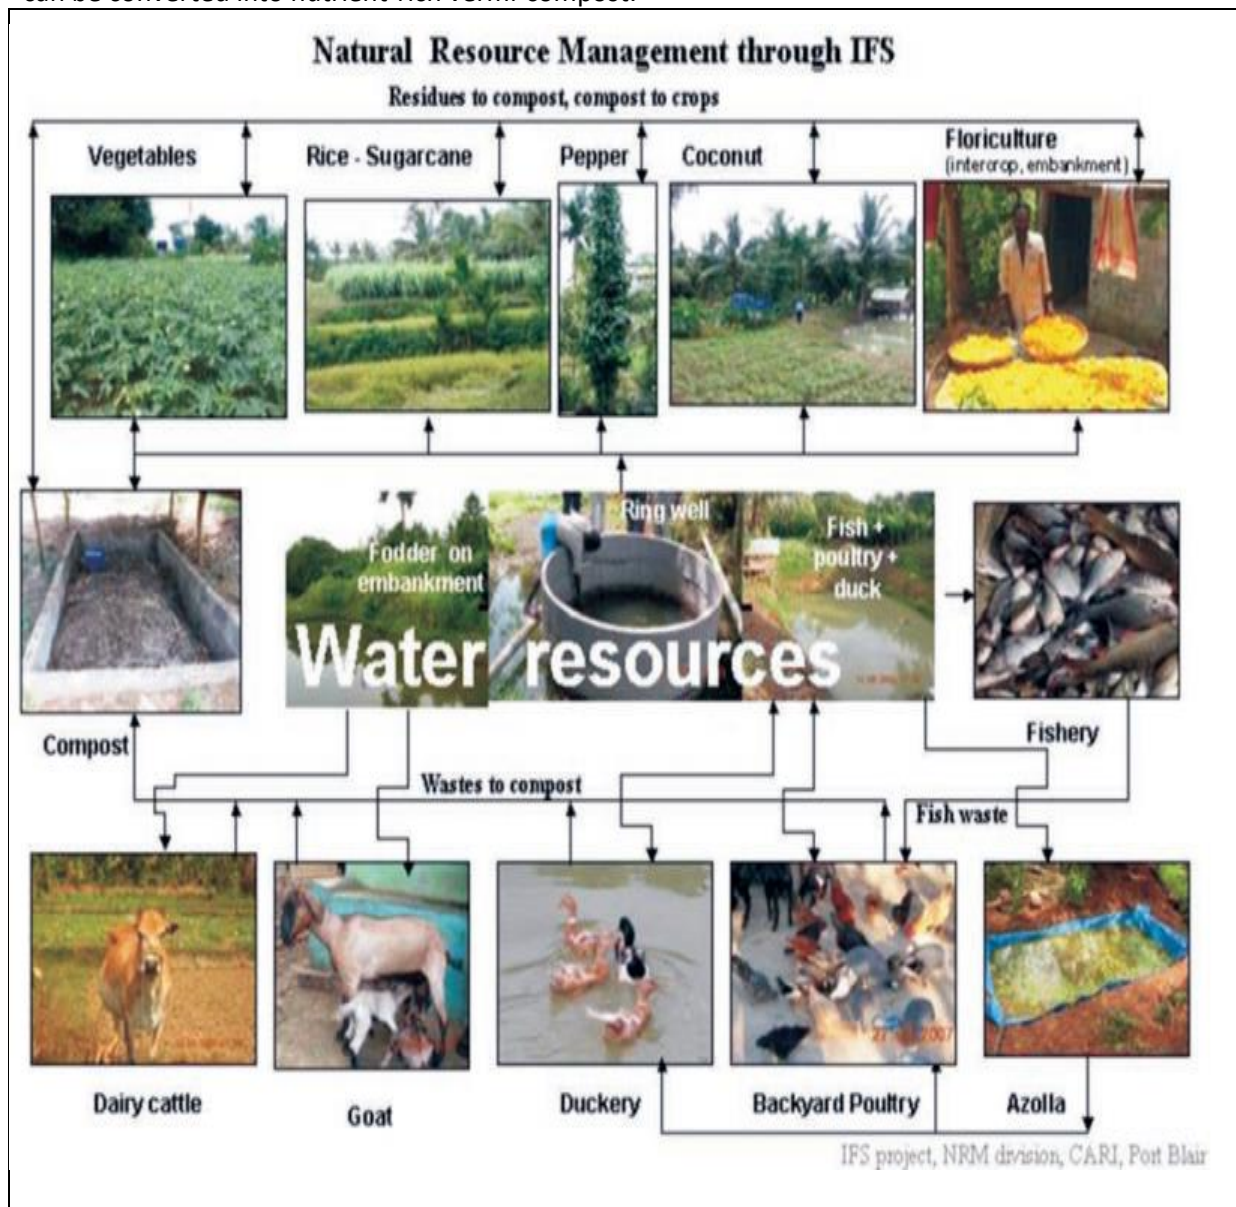 can be converted into nutrient rich vermi compost.
Natural Resource Management through IFS
Residues to compost, compost to crops
Vegetables
Rice - Sugarcane
Pepper
Coconut
Floriculture
(intercrop, embankment)
Fodder on
embankment
Ring well
Fish +
poultry +
duck
Water resources
Compost
Fishery
Wastes to compost
Fish waste
Dairy cattle
Goat
Duckery
Backyard Poultry
Azolla
IFS project, NRM division, CARI, Port Blair